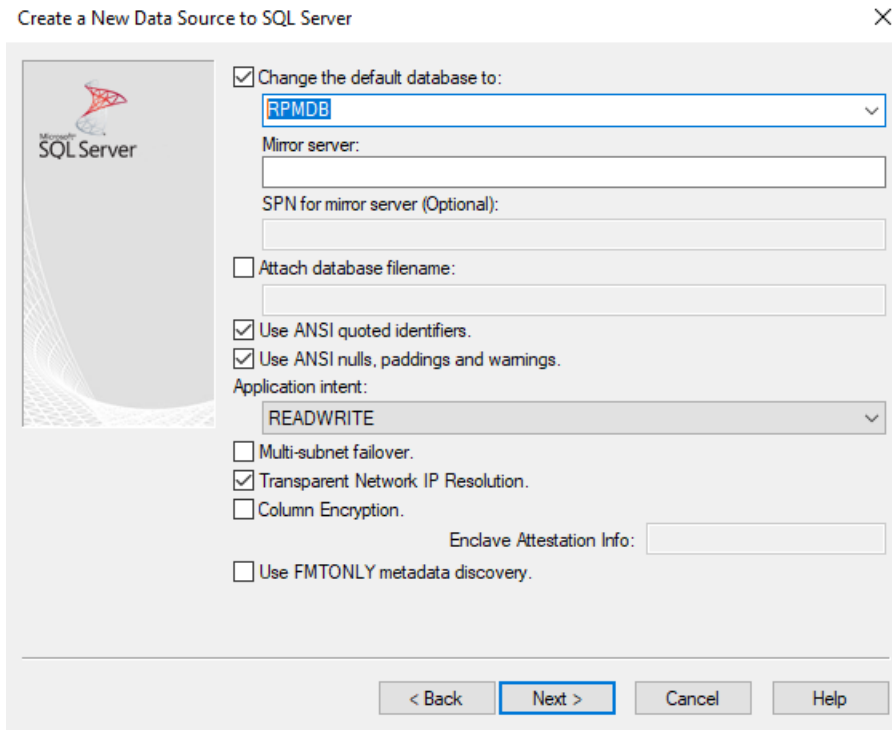 Create a New Data Source to SQL Server
Microsoft®
SQL Server
Change the default database to:
RPMDB
Mirror server:
SPN for mirror server (Optional):
Attach database filename:
Use ANSI quoted identifiers.
Use ANSI nulls, paddings and warnings.
Application intent:
READWRITE
Multi-subnet failover.
Transparent Network IP Resolution.
Column Encryption.
Enclave Attestation Info:
Use FMTONLY metadata discovery.
< Back Next > Cancel Help